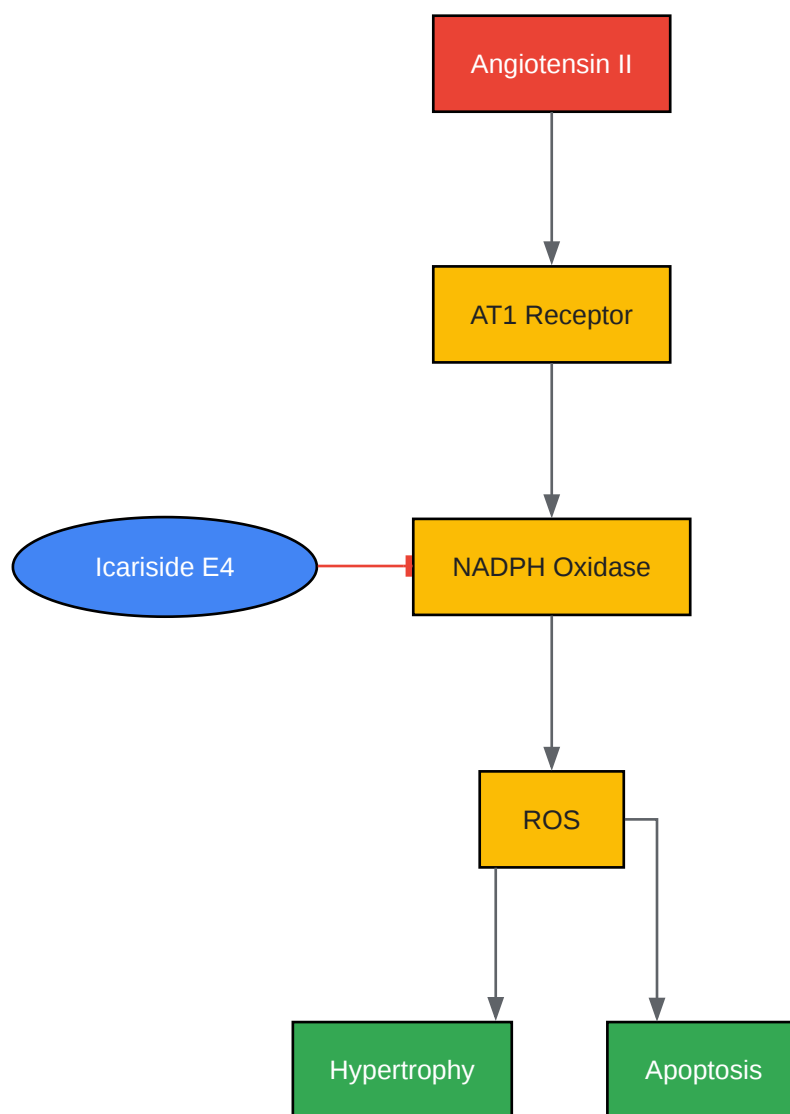 Angiotensin II
AT1 Receptor
Icariside E4
NADPH Oxidase
ROS
Hypertrophy
Apoptosis